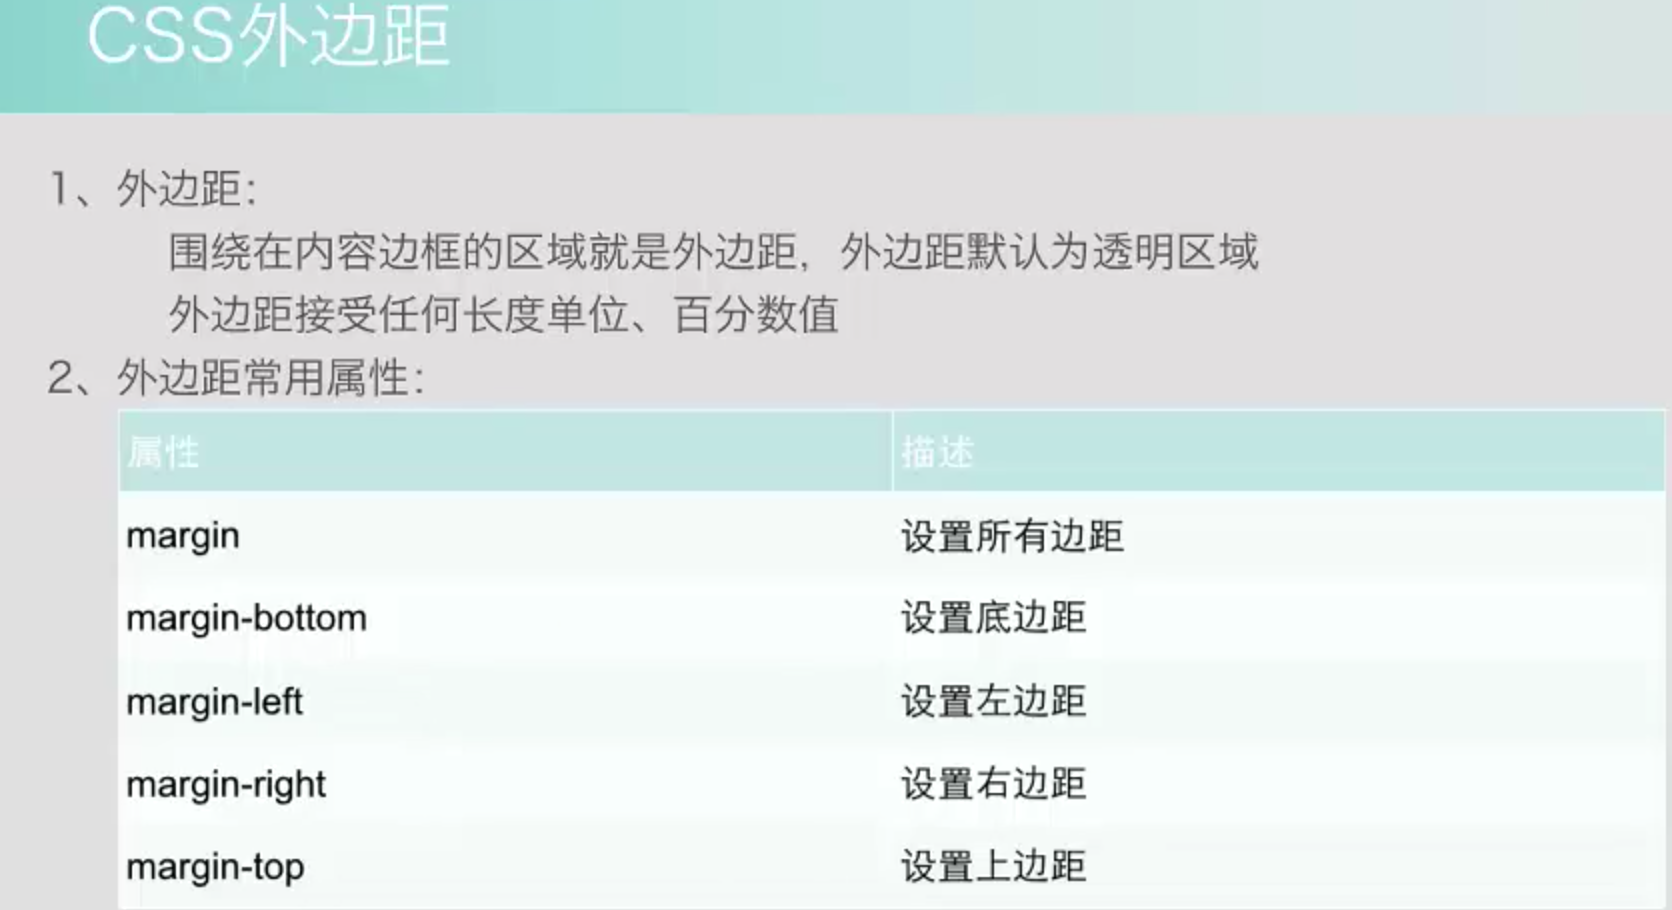 CSS外边距
1、外边距：
围绕在内容边框的区域就是外边距，外边距默认为透明区域
外边距接受任何长度单位、百分数值
2、外边距常用属性：
属性 描述
margin 设置所有边距
margin-bottom 设置底边距
margin-left 设置左边距
margin-right 设置右边距
margin-top 设置上边距